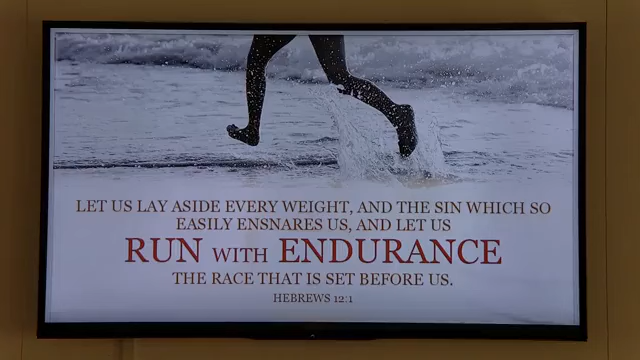 LET US LAY ASIDE EVERY WEIGHT, AND THE SIN WHICH SO
EASILY ENSNARES US, AND LET US
RUN WITH ENDURANCE
THE RACE THAT IS SET BEFORE US.
HEBREWS 12:1